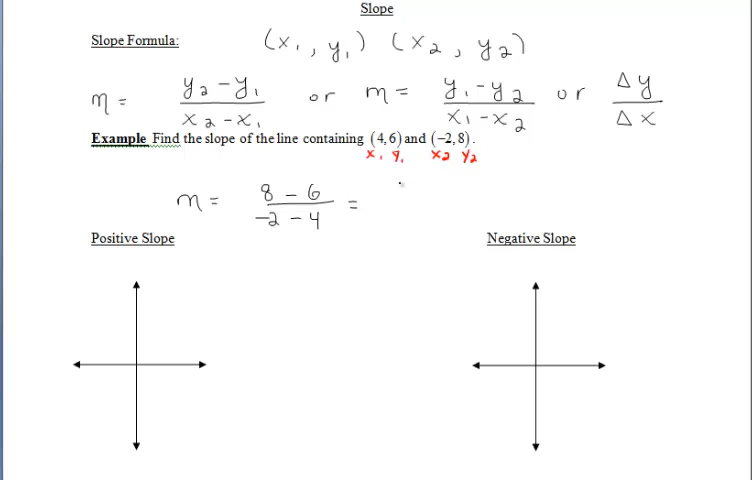 Slope
Slope Formula: (x₁, y₁) (x₂, y₂)
m = y₂ - y₁ / x₂ - x₁ or m = y₁ - y₂ / x₁ - x₂ or Δy / Δx
Example Find the slope of the line containing (4,6) and (−2,8).
x₁ y₁ x₂ y₂
m = 8 - 6 / -2 - 4 =
Positive Slope Negative Slope